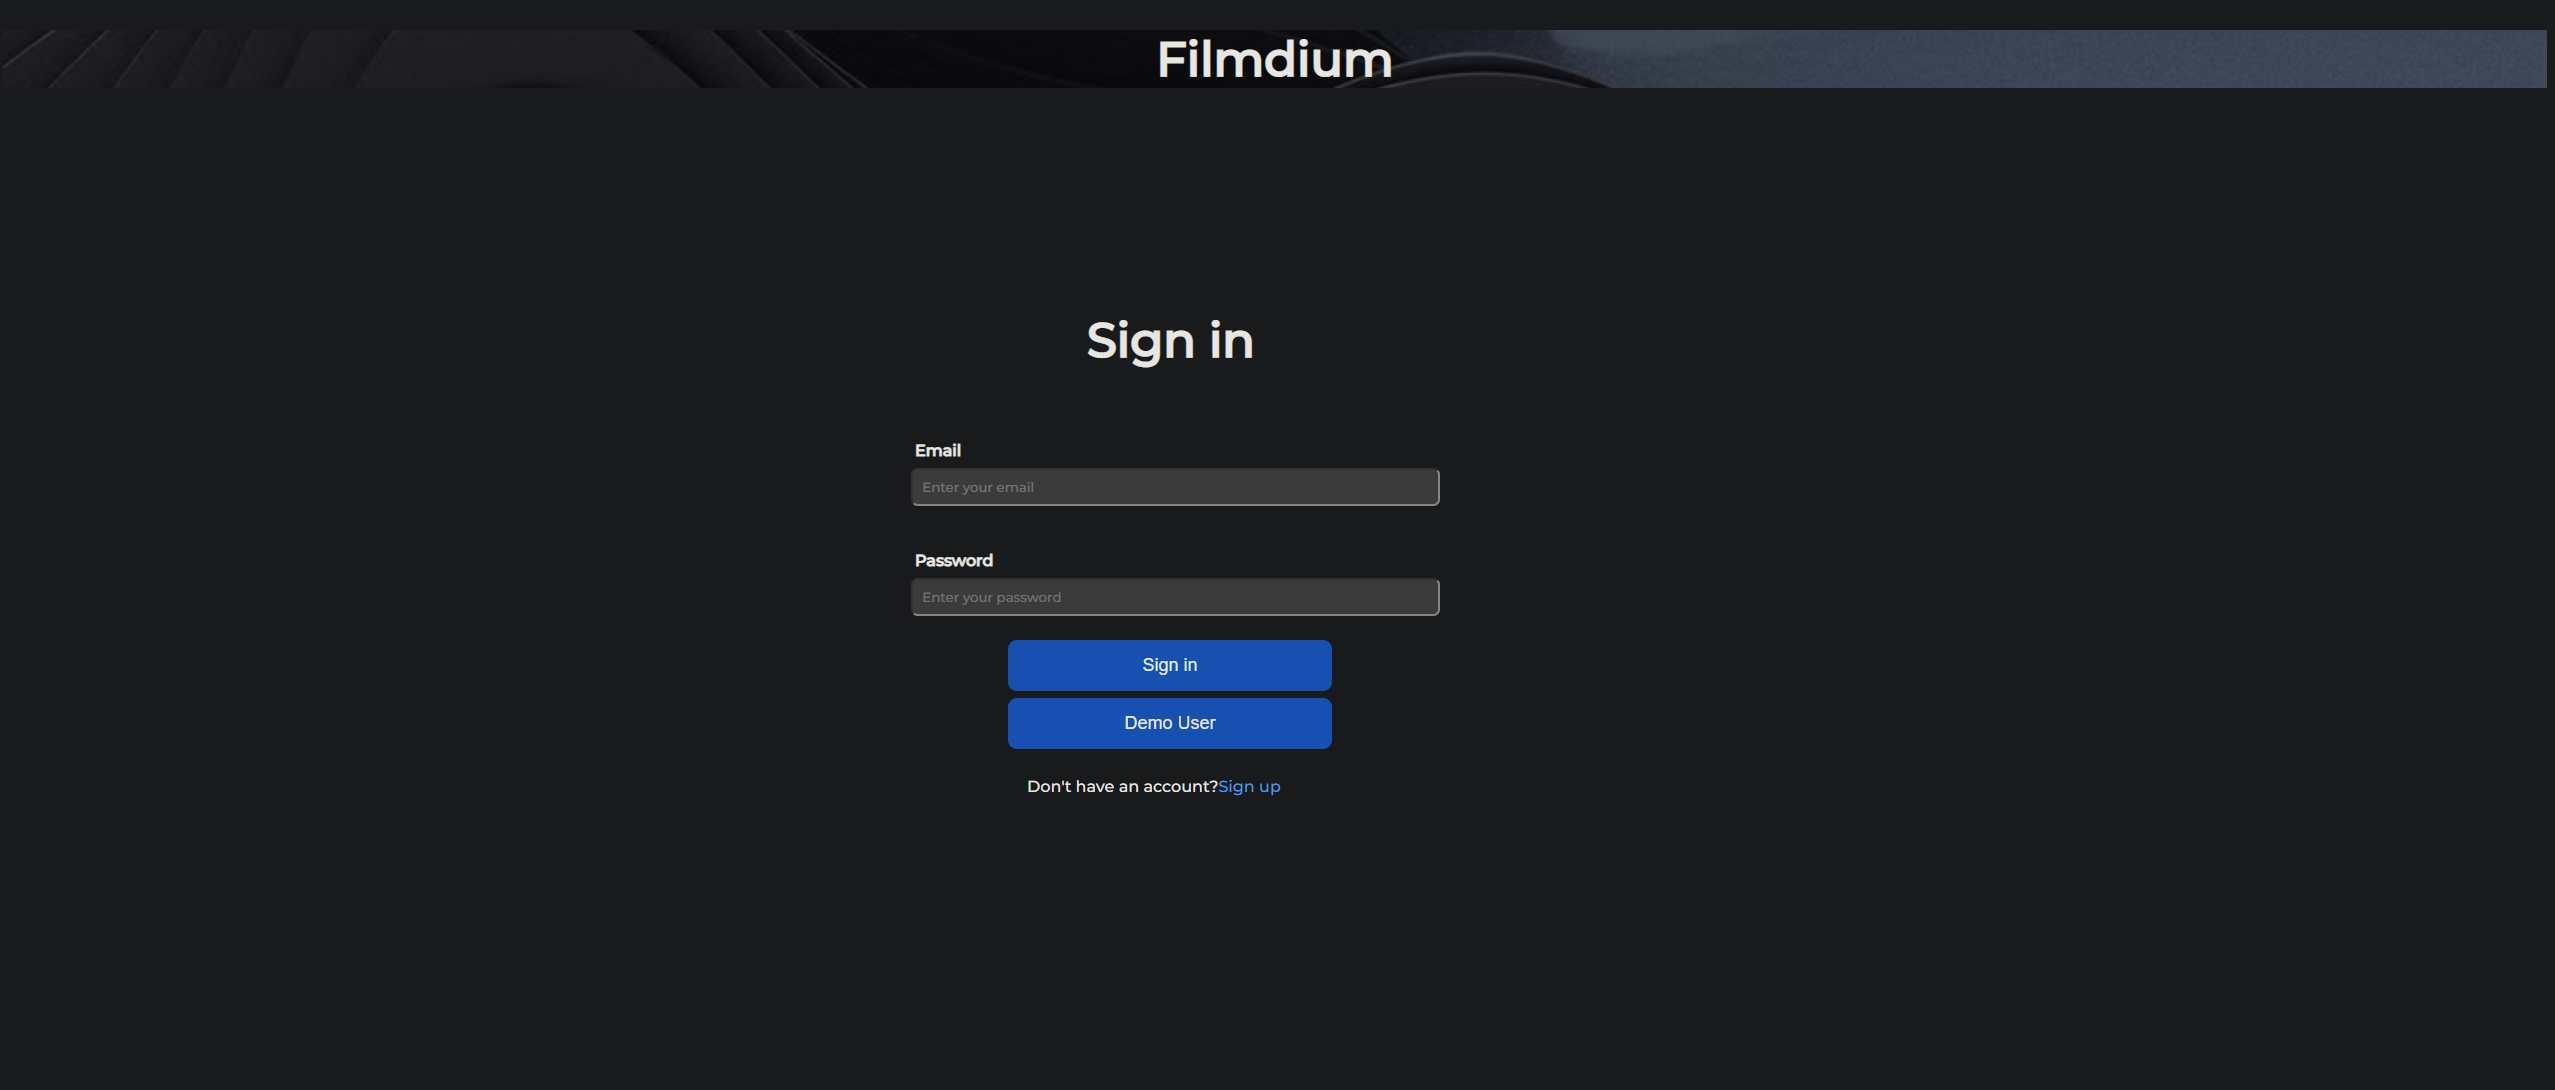 Filmdium
Sign in
Email
Enter your email
Password
Enter your password
Sign in
Demo User
Don't have an account?Sign up